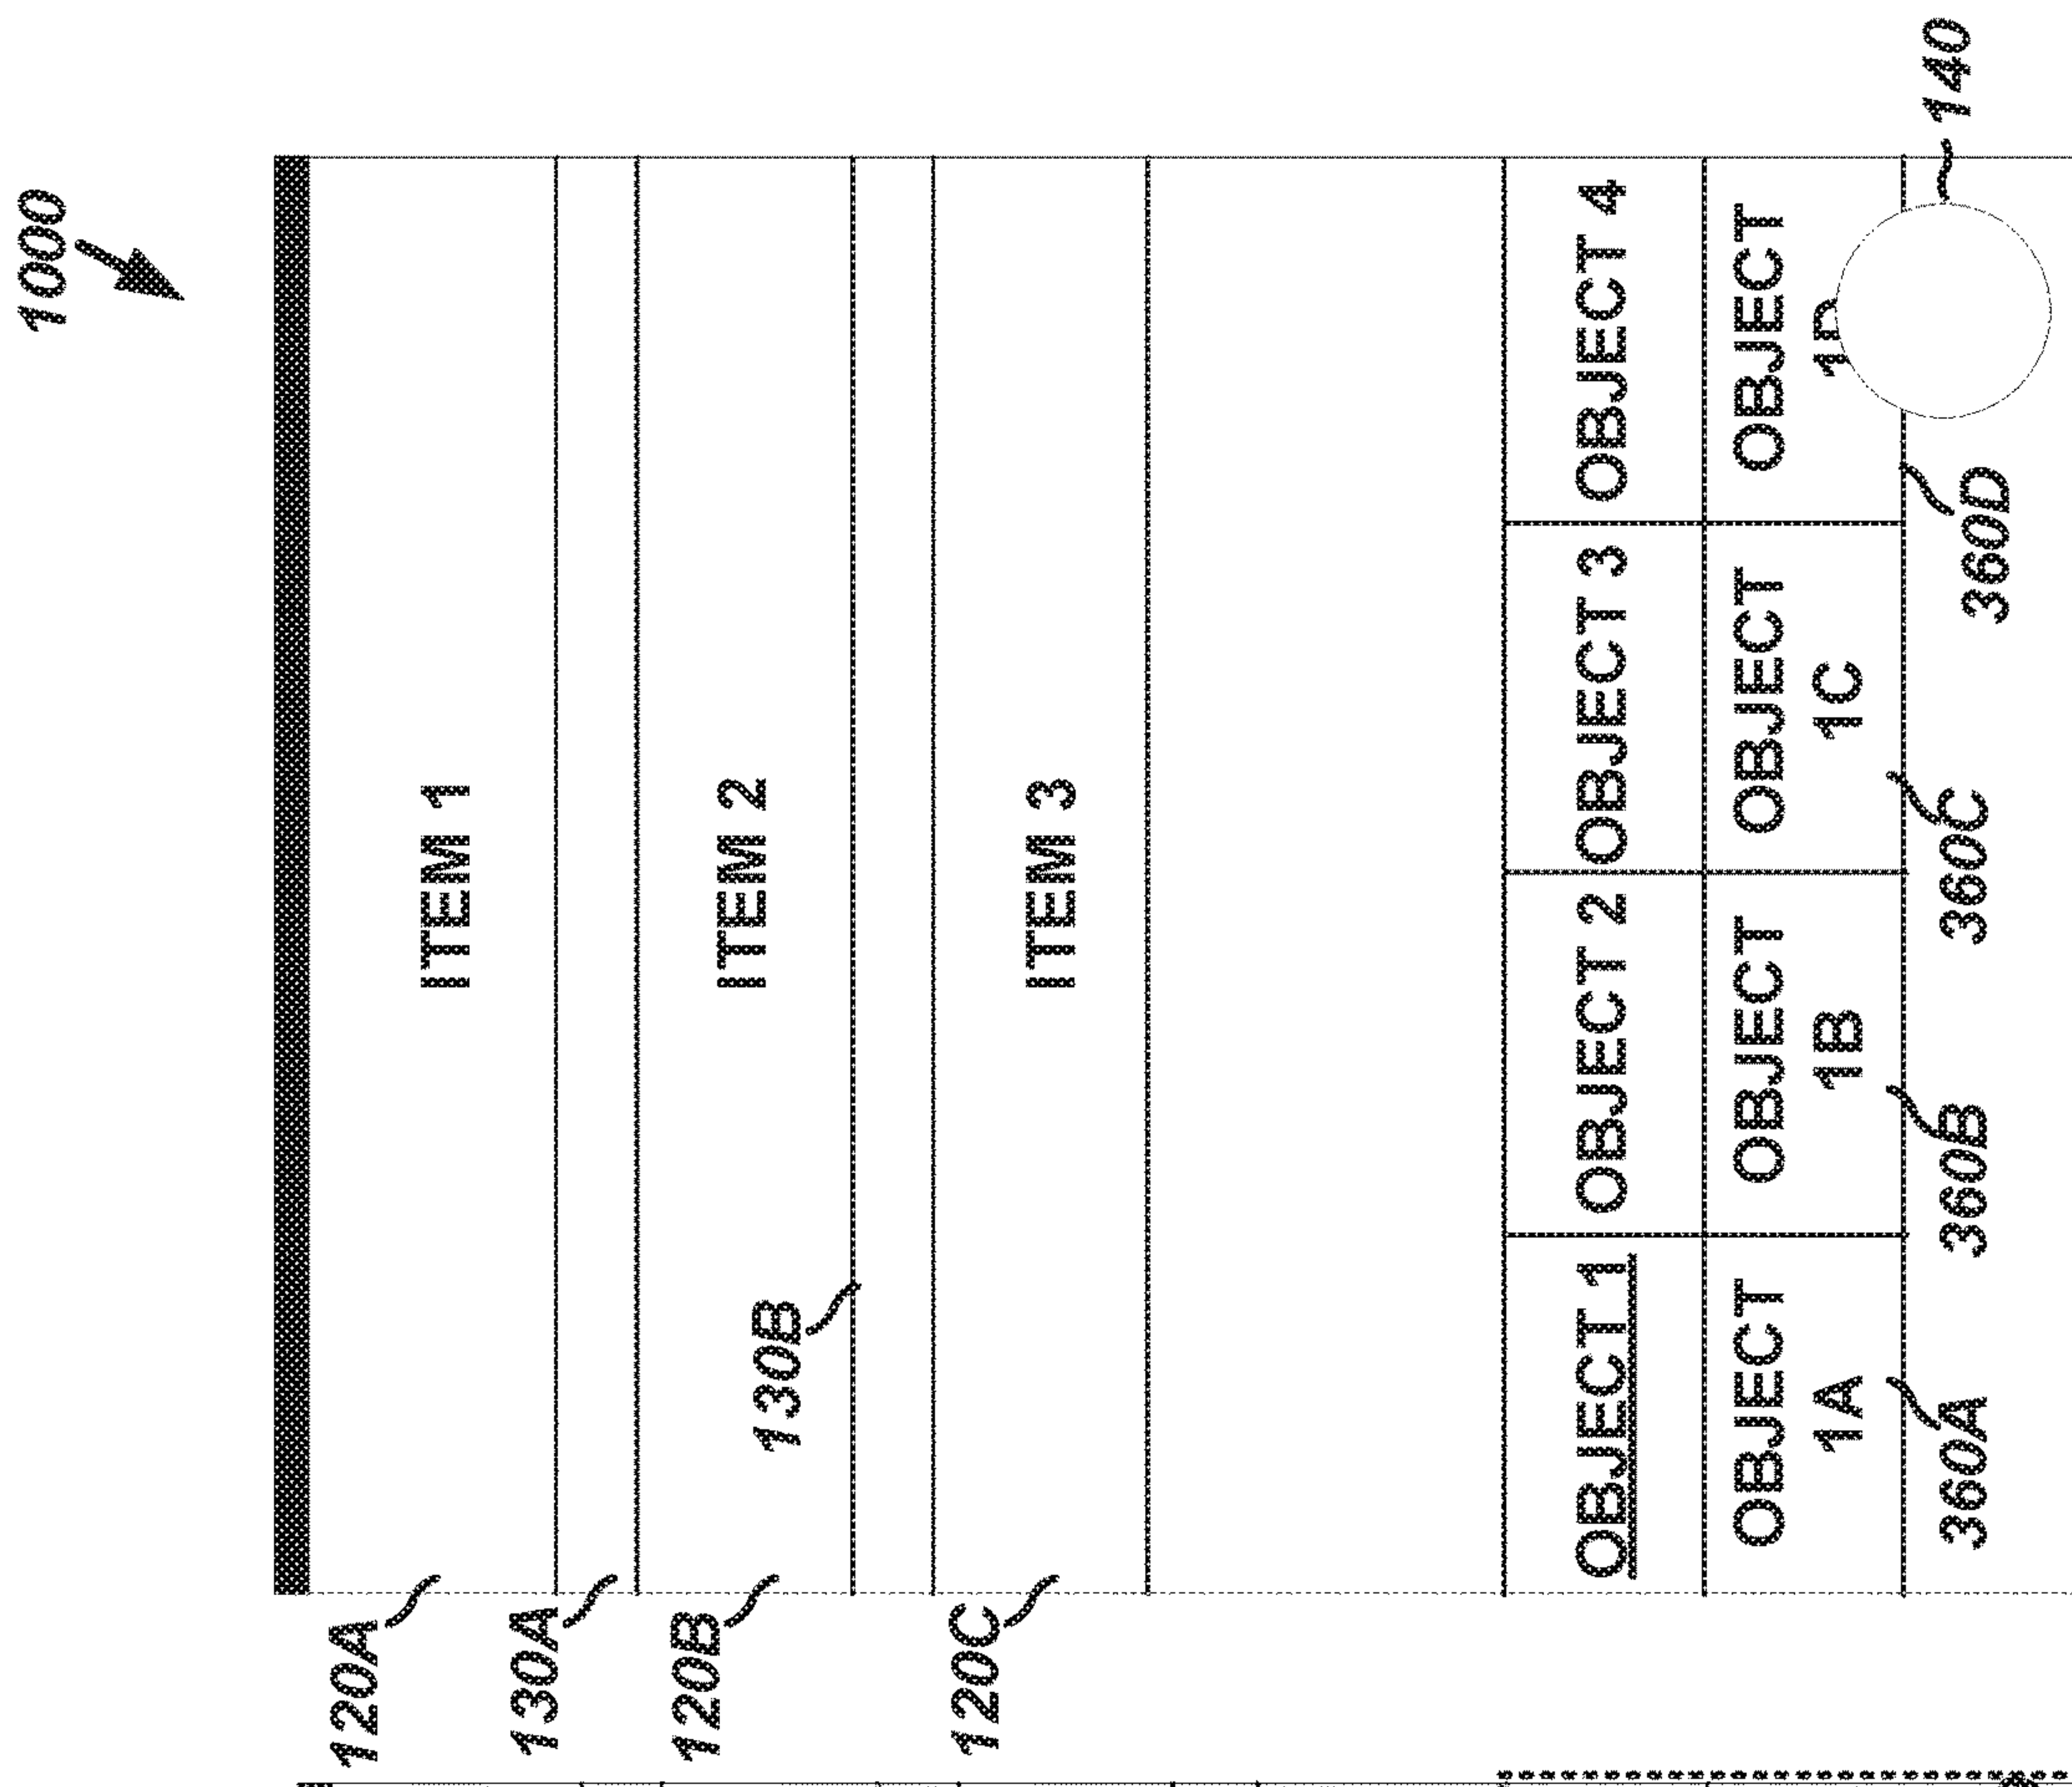 1000
ITEM 1
120A
130A
ITEM 2
120B
130B
ITEM 3
120C
OBJECT 1 OBJECT 2 OBJECT 3 OBJECT 4
OBJECT OBJECT OBJECT OBJECT
1A 1B 1C
140
360A 360B 360C 360D